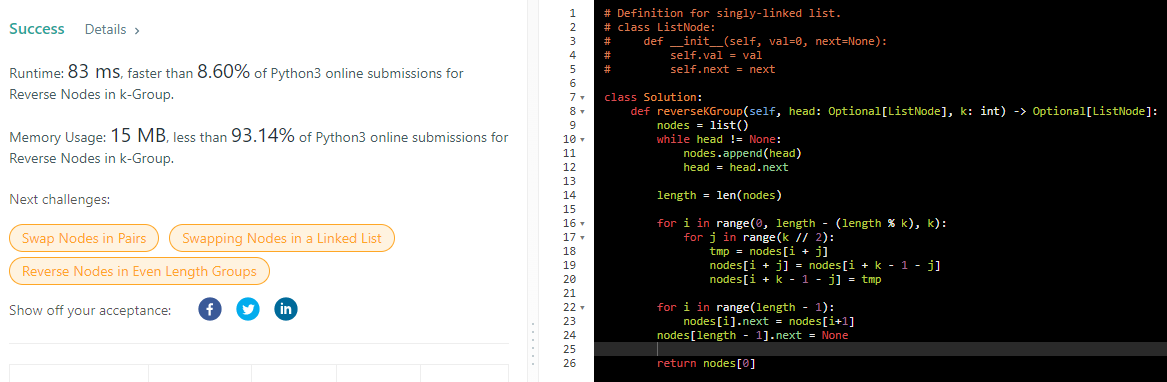 Success Details >
Runtime: 83 ms, faster than 8.60% of Python3 online submissions for
Reverse Nodes in k-Group.
Memory Usage: 15 MB, less than 93.14% of Python3 online submissions for
Reverse Nodes in k-Group.
Next challenges:
Swap Nodes in Pairs Swapping Nodes in a Linked List
Reverse Nodes in Even Length Groups
Show off your acceptance: f in
1 # Definition for singly-linked list.
2 # class ListNode:
3 #     def __init__(self, val=0, next=None):
4 #         self.val = val
5 #         self.next = next
6
7 class Solution:
8     def reverseKGroup(self, head: Optional[ListNode], k: int) -> Optional[ListNode]:
9         nodes = list()
10         while head != None:
11             nodes.append(head)
12             head = head.next
13
14         length = len(nodes)
15
16         for i in range(0, length - (length % k), k):
17             for j in range(k // 2):
18                 tmp = nodes[i + j]
19                 nodes[i + j] = nodes[i + k - 1 - j]
20                 nodes[i + k - 1 - j] = tmp
21
22         for i in range(length - 1):
23             nodes[i].next = nodes[i+1]
24         nodes[length - 1].next = None
25
26         return nodes[0]